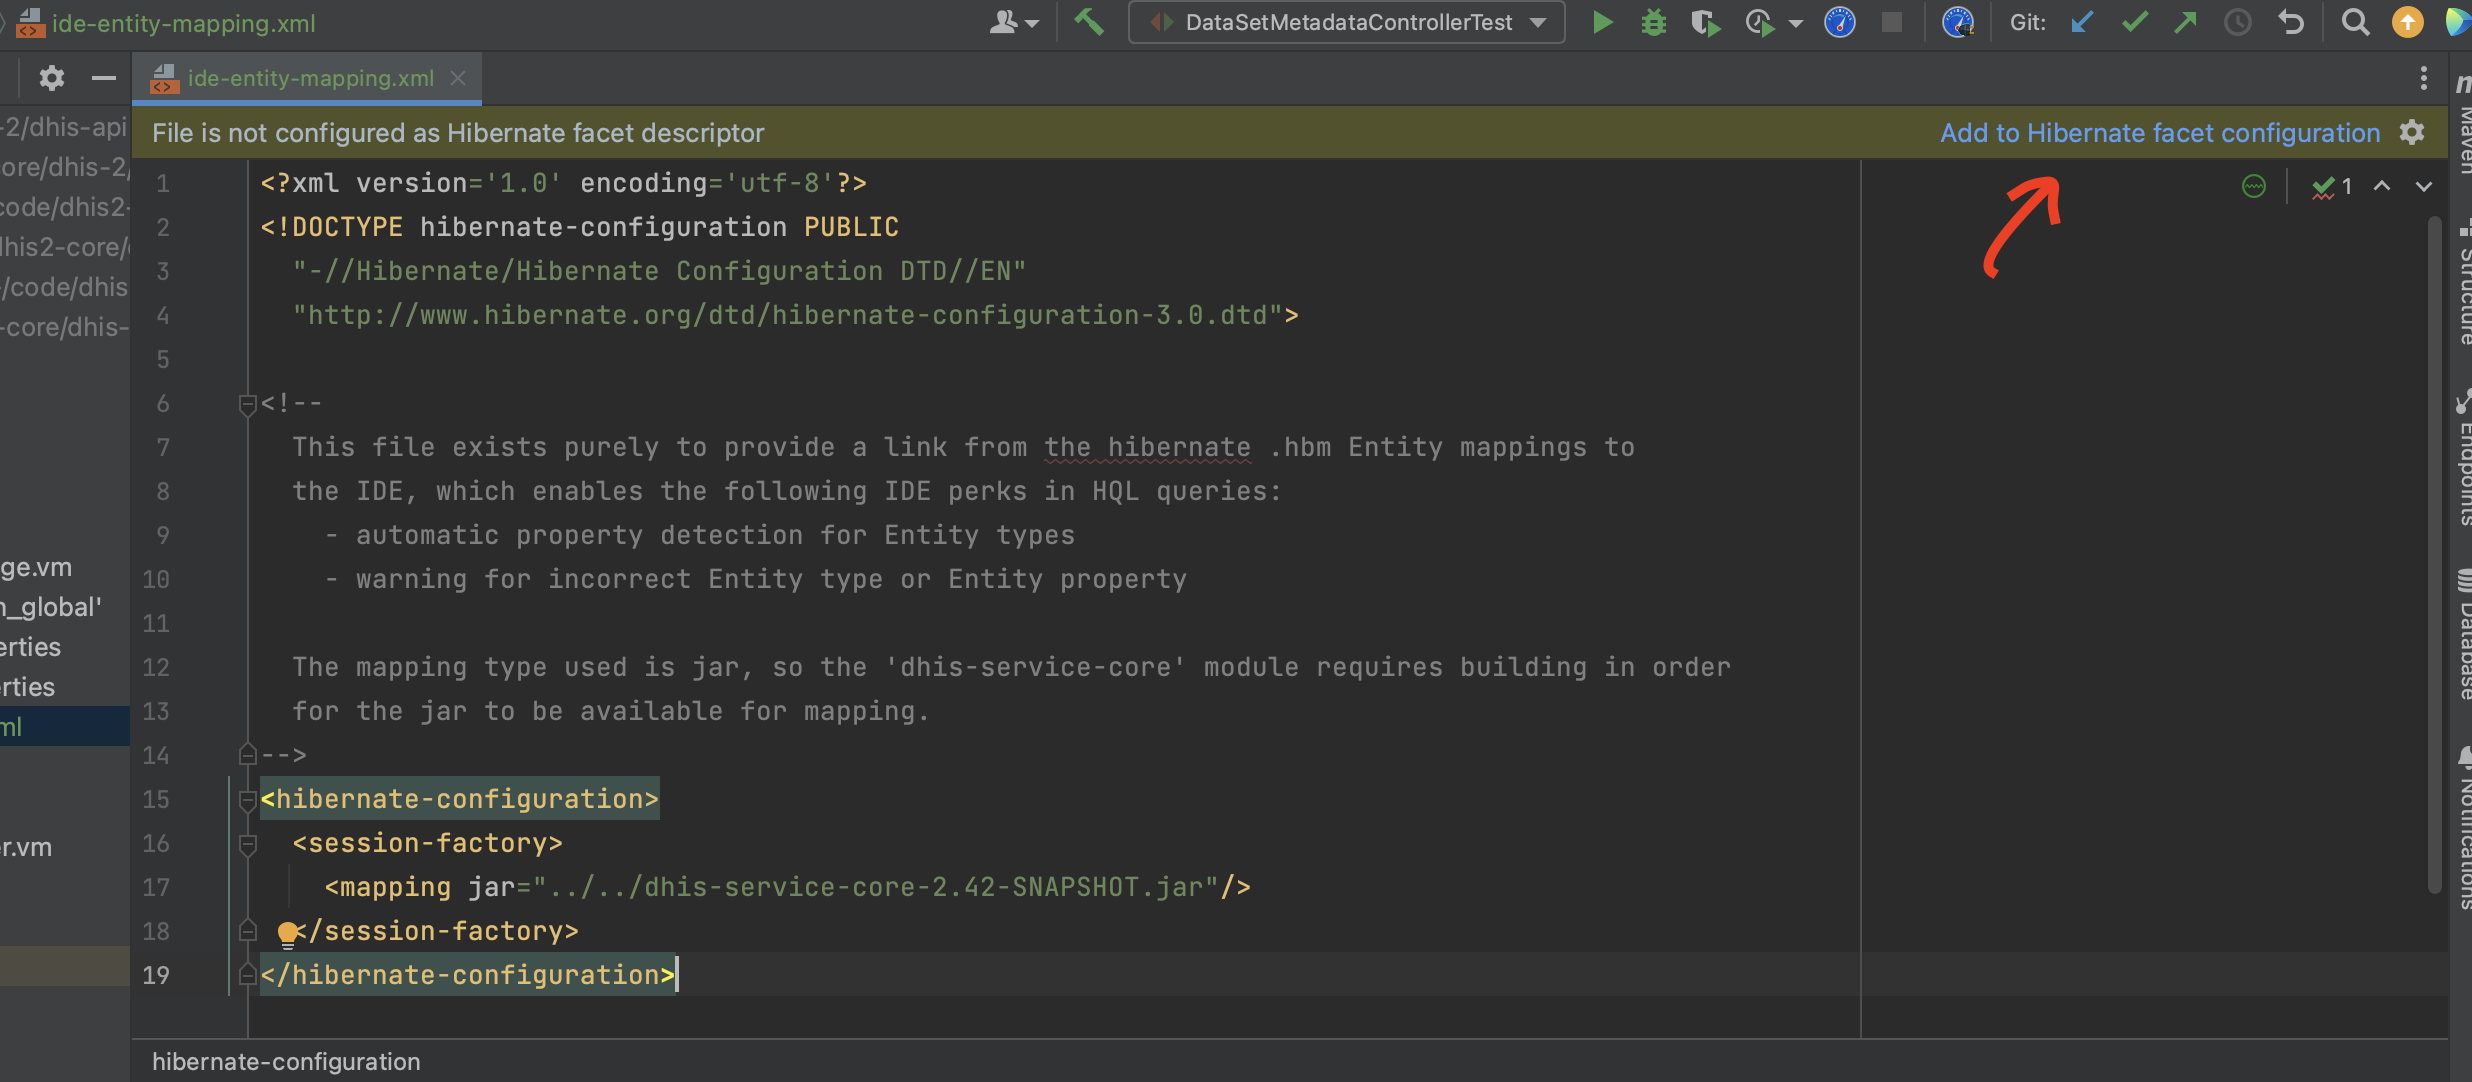 ide-entity-mapping.xml
DataSetMetadataControllerTest
Git:
ide-entity-mapping.xml
File is not configured as Hibernate facet descriptor
Add to Hibernate facet configuration
-2/dhis-api
ore/dhis-2/
code/dhis2-
lhis2-core/
/code/dhis
-core/dhis-
ge.vm
_global'
erties
rties
ml
r.vm
1 <?xml version='1.0' encoding='utf-8'?>
2 <!DOCTYPE hibernate-configuration PUBLIC
3 "-//Hibernate/Hibernate Configuration DTD//EN"
4 "http://www.hibernate.org/dtd/hibernate-configuration-3.0.dtd">
5
6 <!--
7 This file exists purely to provide a link from the hibernate .hbm Entity mappings to
8 the IDE, which enables the following IDE perks in HQL queries:
9 - automatic property detection for Entity types
10 - warning for incorrect Entity type or Entity property
11
12 The mapping type used is jar, so the 'dhis-service-core' module requires building in order
13 for the jar to be available for mapping.
14 -->
15 <hibernate-configuration>
16 <session-factory>
17 <mapping jar="../../dhis-service-core-2.42-SNAPSHOT.jar"/>
18 </session-factory>
19 </hibernate-configuration>
1
Maven
Structure
Endpoints
Database
Notifications
hibernate-configuration